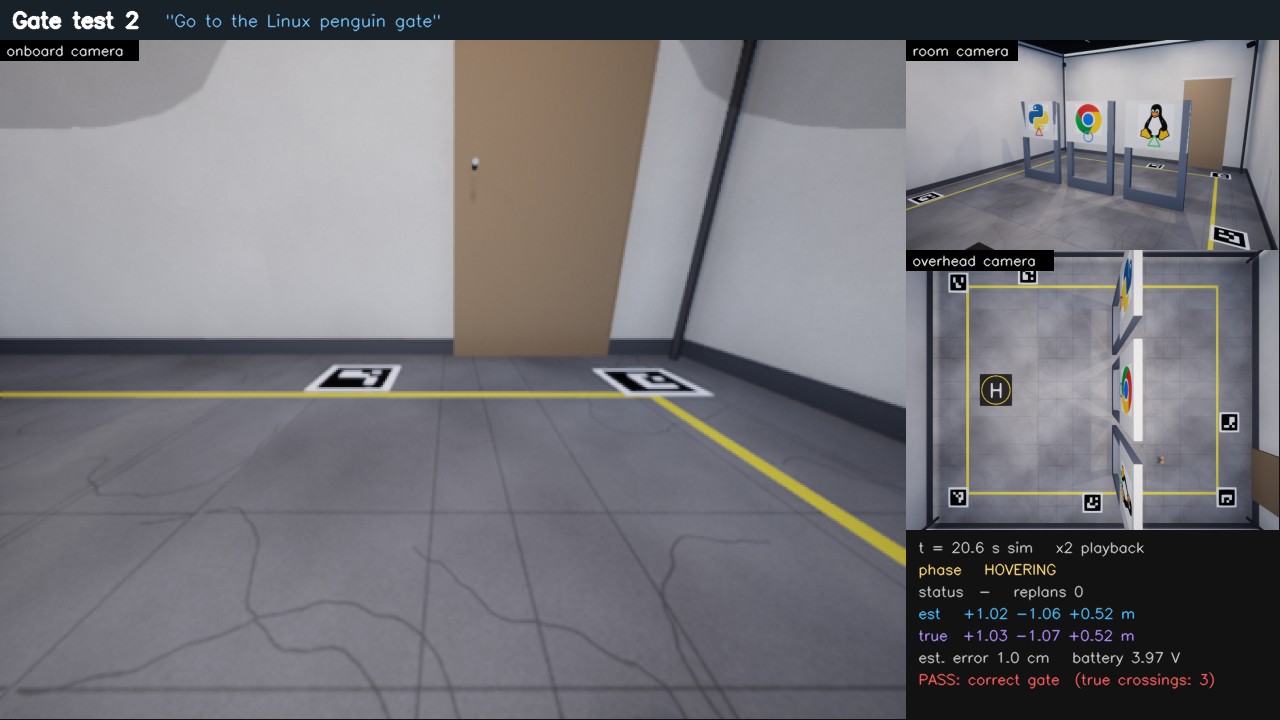 Gate test 2 "Go to the Linux penguin gate"
onboard camera
room camera
overhead camera
H
t = 20.6 s sim x2 playback
phase HOVERING
status – replans 0
est +1.02 −1.06 +0.52 m
true +1.03 −1.07 +0.52 m
est. error 1.0 cm battery 3.97 V
PASS: correct gate (true crossings: 3)